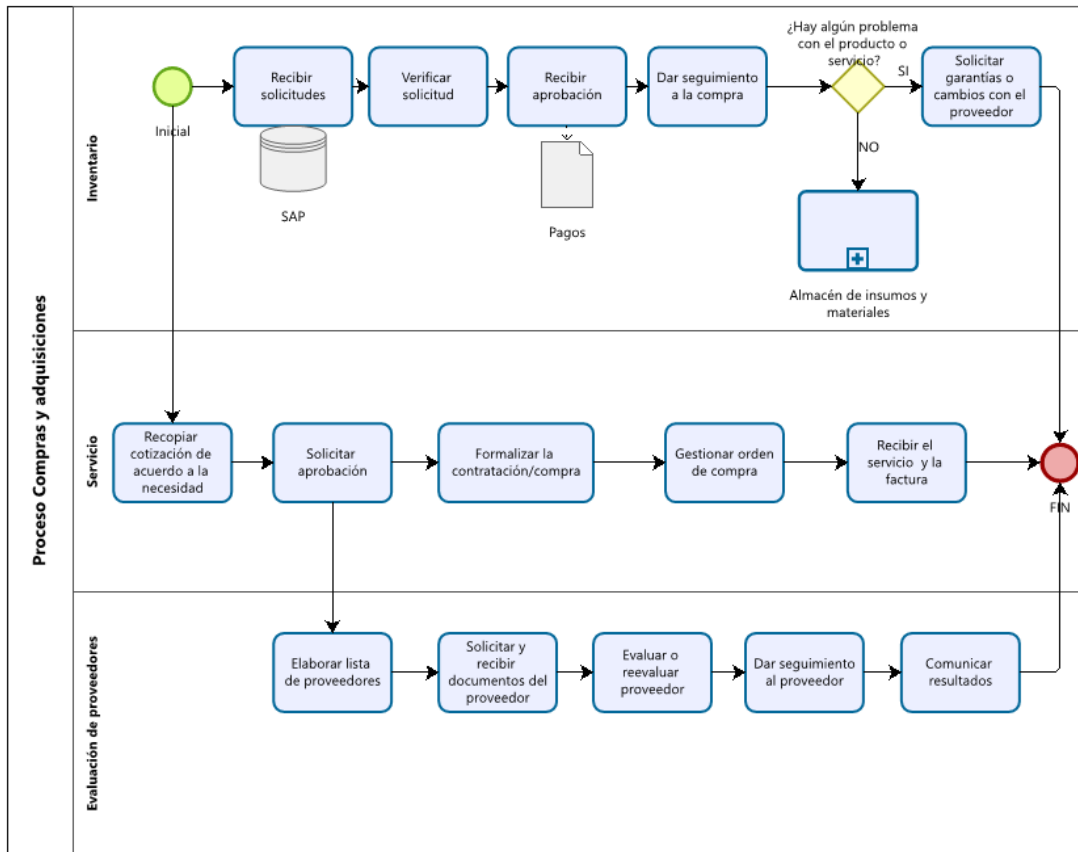 Proceso Compras y adquisiciones
Inventario
Inicial
Recibir
solicitudes
SAP
Verificar
solicitud
Recibir
aprobación
Pagos
Dar seguimiento
a la compra
¿Hay algún problema
con el producto o
servicio?
SI
NO
Solicitar
garantías o
cambios con el
proveedor
Almacén de insumos y
materiales
Servicio
Recopiar
cotización de
acuerdo a la
necesidad
Solicitar
aprobación
Formalizar la
contratación/compra
Gestionar orden
de compra
Recibir el
servicio y la
factura
FIN
Evaluación de proveedores
Elaborar lista
de proveedores
Solicitar y
recibir
documentos del
proveedor
Evaluar o
reevaluar
proveedor
Dar seguimiento
al proveedor
Comunicar
resultados